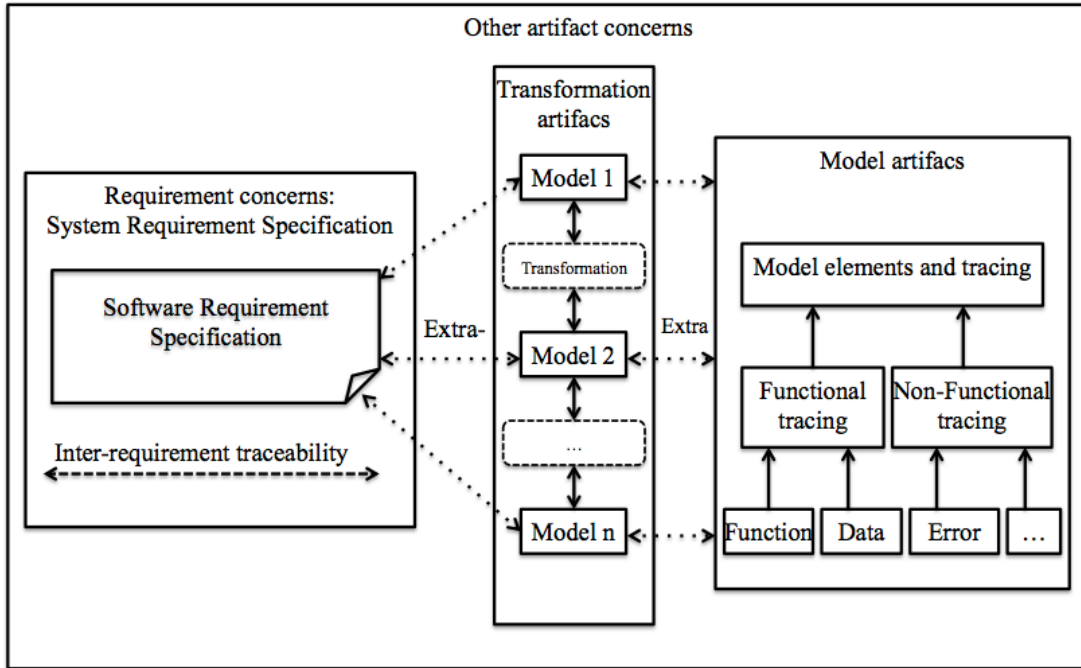 Other artifact concerns
Requirement concerns:
System Requirement Specification
Software Requirement
Specification
Inter-requirement traceability
Extra-
Transformation
artifacs
Model 1
Transformation
Model 2
...
Model n
Extra
Model artifacs
Model elements and tracing
Functional
tracing
Non-Functional
tracing
Function
Data
Error
...